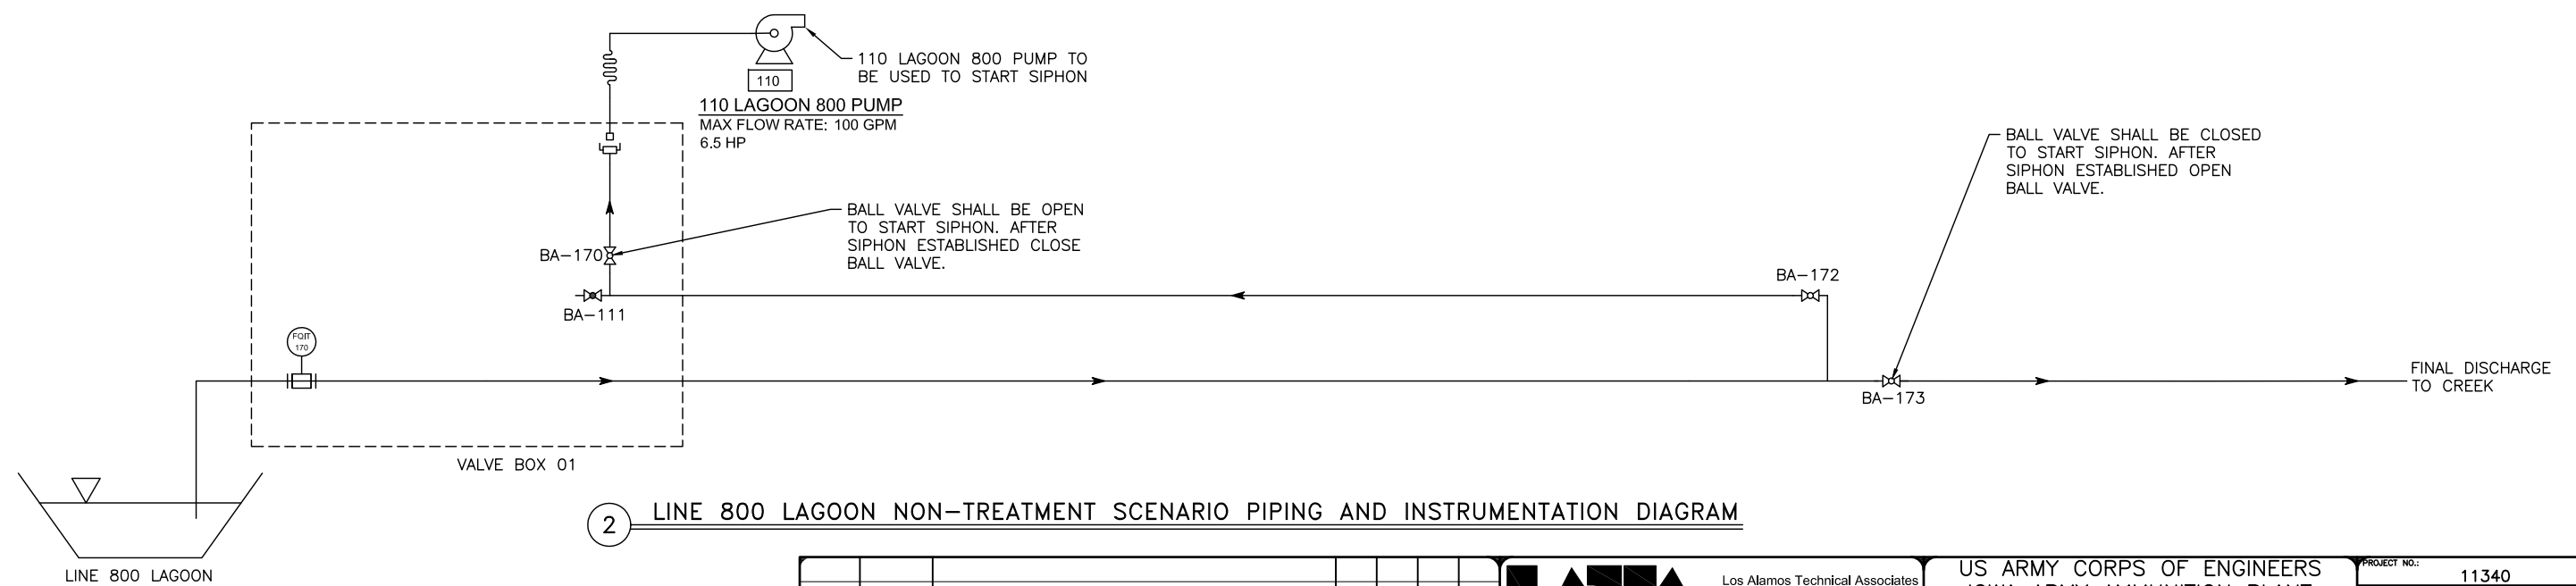 110 LAGOON 800 PUMP TO
BE USED TO START SIPHON
110
110 LAGOON 800 PUMP
MAX FLOW RATE: 100 GPM
6.5 HP
BALL VALVE SHALL BE CLOSED
TO START SIPHON. AFTER
SIPHON ESTABLISHED OPEN
BALL VALVE.
BALL VALVE SHALL BE OPEN
TO START SIPHON. AFTER
SIPHON ESTABLISHED CLOSE
BALL VALVE.
BA-170
BA-172
BA-111
FQIT
170
FINAL DISCHARGE
TO CREEK
BA-173
VALVE BOX 01
2
LINE 800 LAGOON NON-TREATMENT SCENARIO PIPING AND INSTRUMENTATION DIAGRAM
LINE 800 LAGOON
Los Alamos Technical Associates
US ARMY CORPS OF ENGINEERS
IOWA ARMY AMMUNITION PLANT
PROJECT NO.:
11340